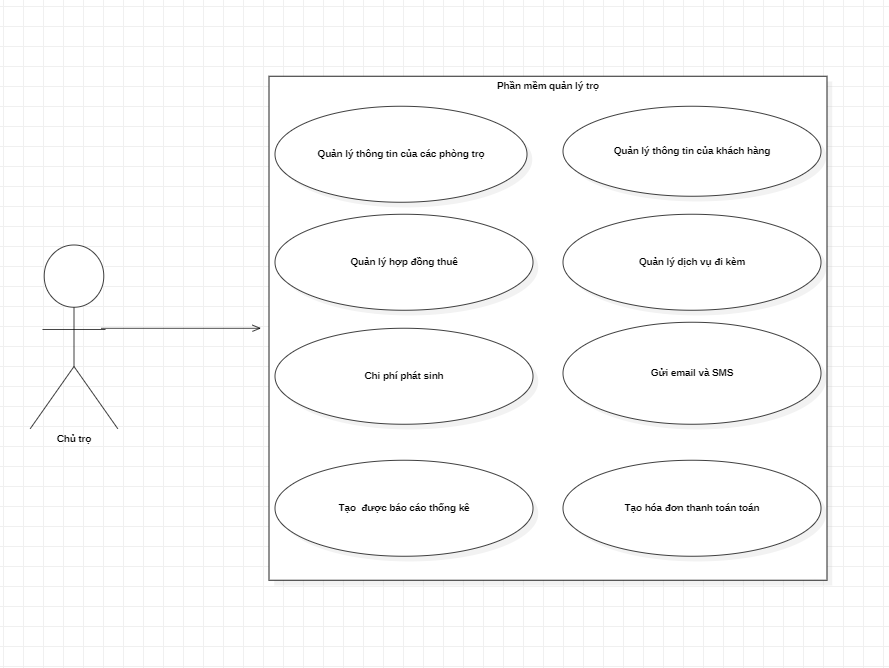 Phần mềm quản lý trọ
Quản lý thông tin của các phòng trọ
Quản lý thông tin của khách hàng
Quản lý hợp đồng thuê
Quản lý dịch vụ đi kèm
Chi phí phát sinh
Gửi email và SMS
Chủ trọ
Tạo  được báo cáo thống kê
Tạo hóa đơn thanh toán toán